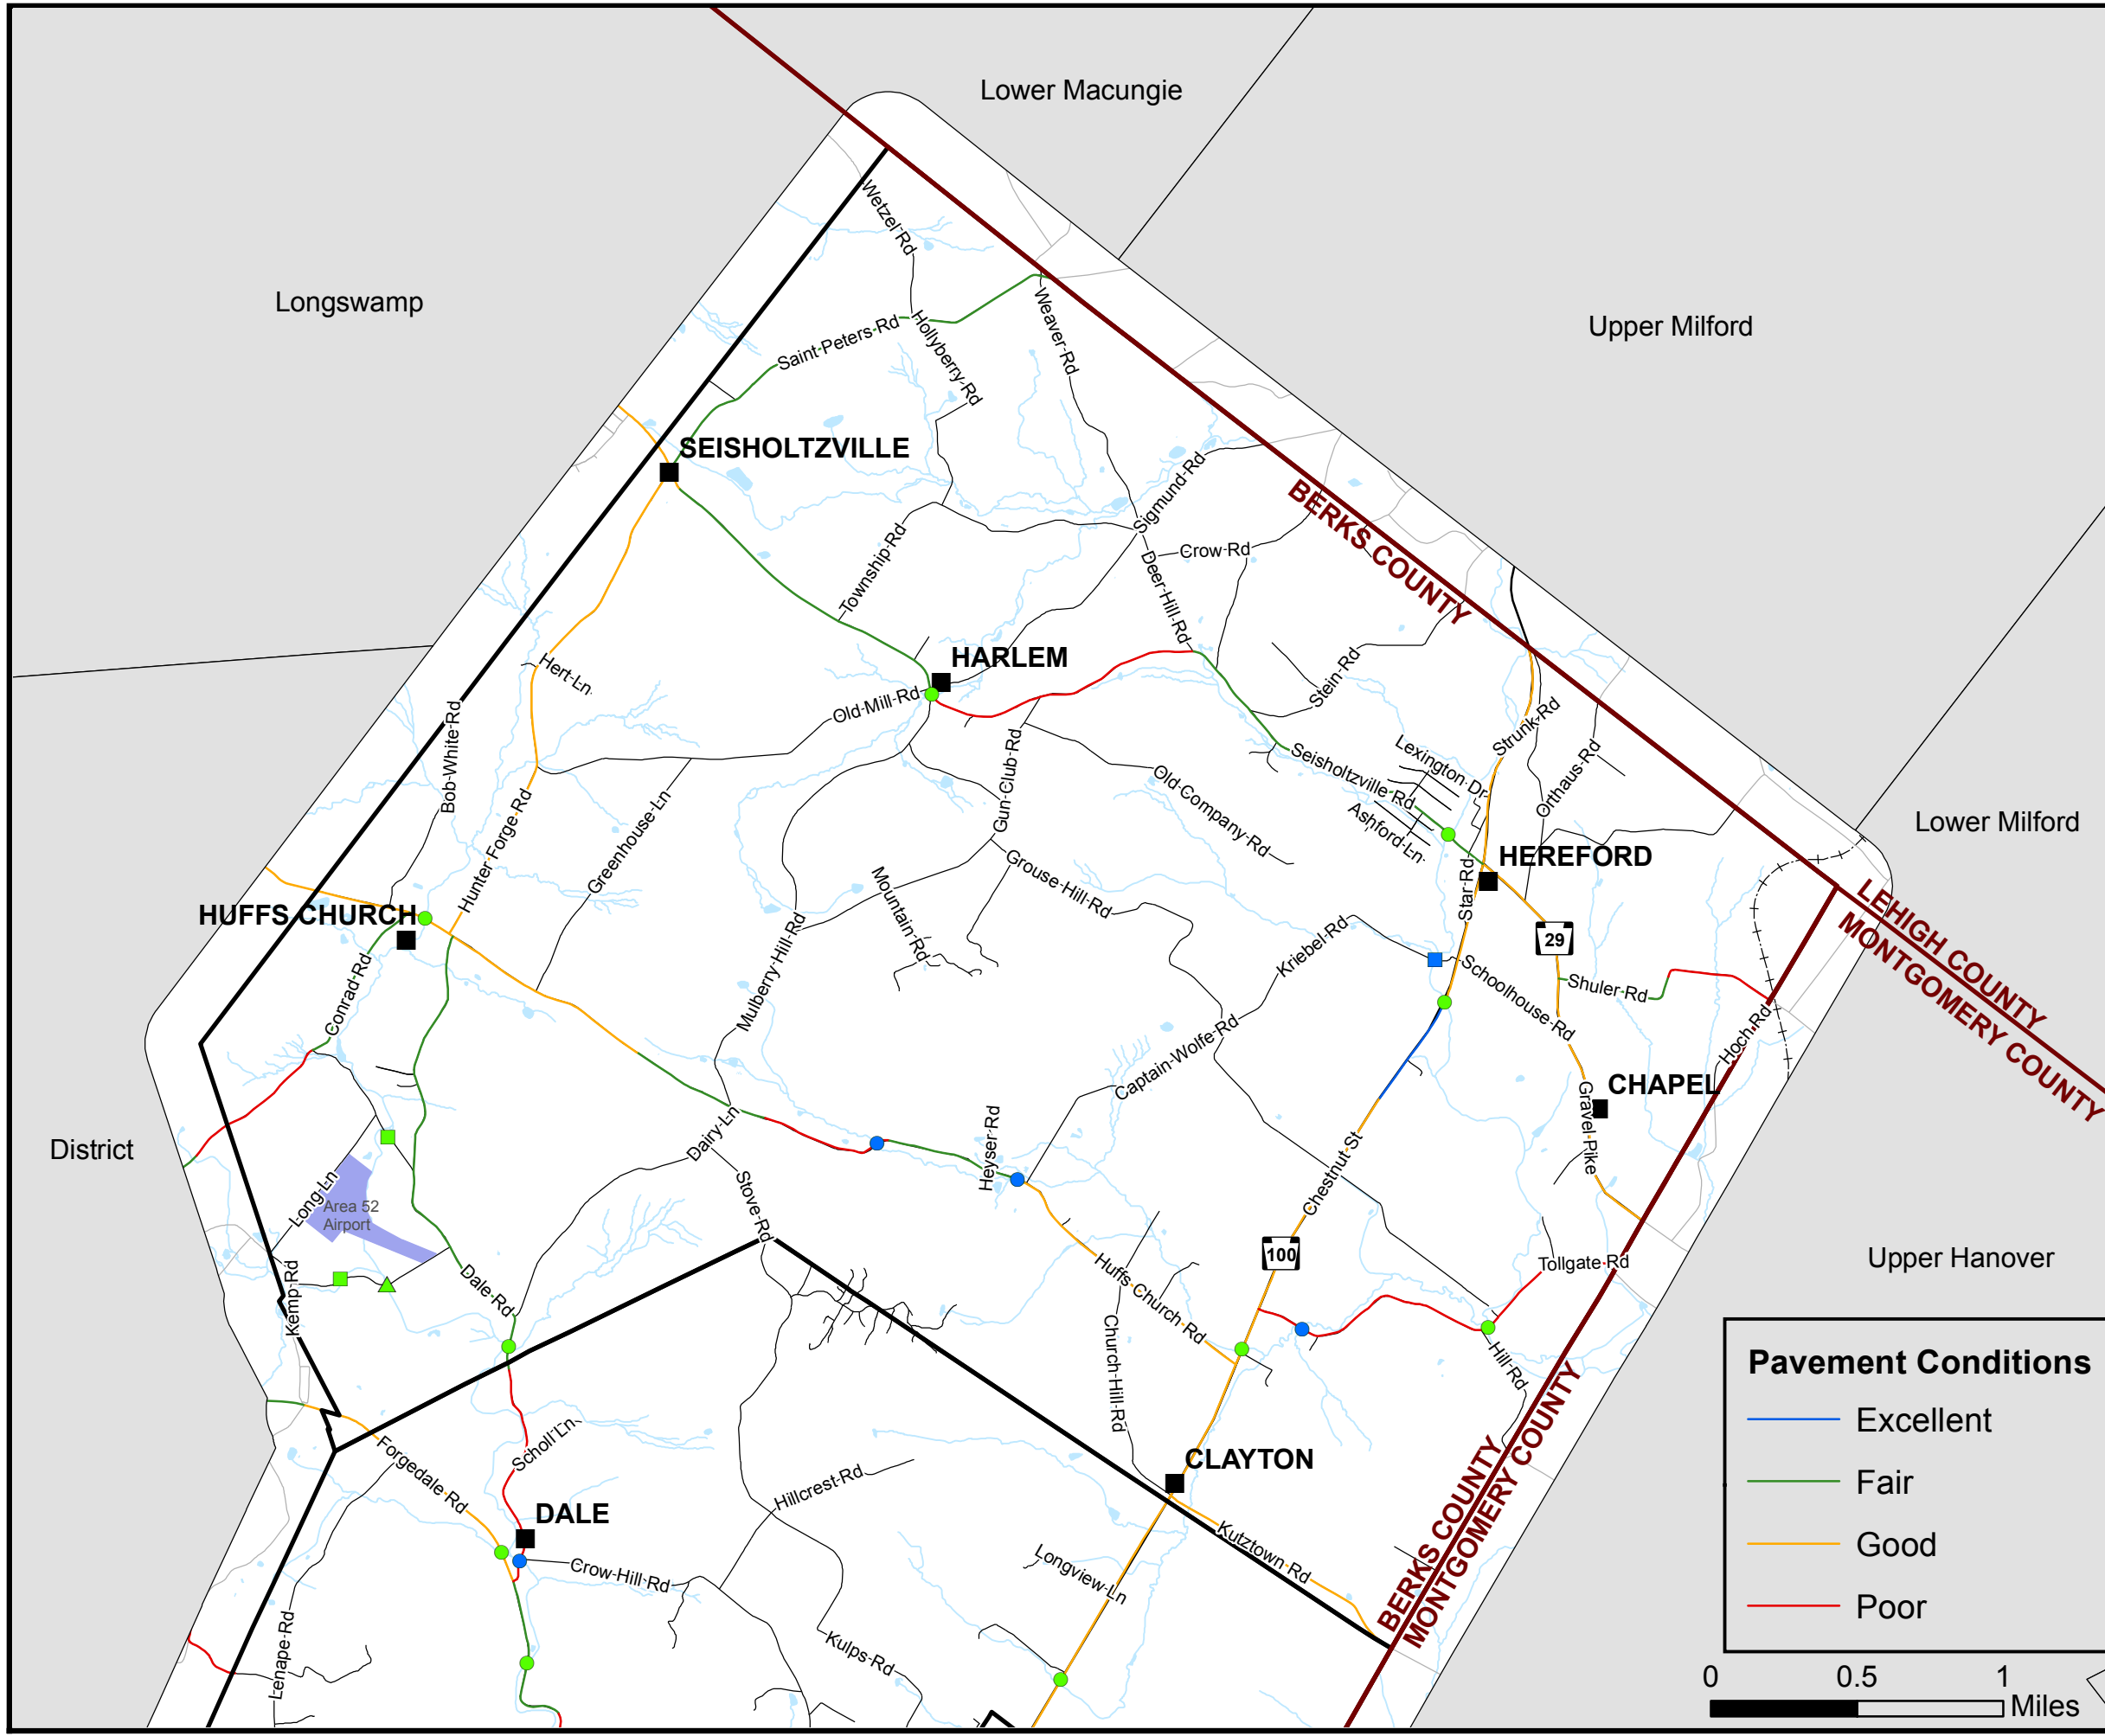 Lower Macungie
Longswamp
Upper Milford
Wetzel Rd
Weaver-Rd
Hollyberry-Rd
Saint-Peters-Rd
SEISHOLTZVILLE
Sigmund-Rd
BERKS COUNTY
Township-Rd
Crow-Rd
Deer-Hill-Rd
HARLEM
Hert-Ln
Old-Mill-Rd
Stein-Rd
Bob-White-Rd
Strunk-Rd
Lexington-Dr
Orthaus-Rd
Seisholtzville-Rd
Gun-Club-Rd
Old-Company-Rd
Ashford-Ln
Lower Milford
Hunter Forge-Rd
Greenhouse-Ln
HEREFORD
Grouse-Hill-Rd
Mountain-Rd
Star-Rd
HUFFS CHURCH
LEHIGH COUNTY
MONTGOMERY COUNTY
29
Kriebel-Rd
Mulberry-Hill-Rd
Conrad-Rd
Schoolhouse-Rd
Shuler-Rd
Hoch-Rd
Captain-Wolfe-Rd
CHAPEL
Gravel-Pike
District
Dairy-Ln
Heyser-Rd
Chestnut-St
Stove-Rd
Long-Ln
Area 52
Airport
100
Upper Hanover
Tollgate-Rd
Dale-Rd
Kemp-Rd
Huffs-Church-Rd
Church-Hill-Rd
Hill-Rd
Pavement Conditions
Excellent
Fair
Good
Poor
Scholl-Ln
Forgedale Rd
Hillcrest-Rd
CLAYTON
DALE
Crow-Hill-Rd
Kutztown-Rd
Longview-Ln
BERKS COUNTY
MONTGOMERY COUNTY
Kulps-Rd
Lenape-Rd
0 0.5 1
Miles